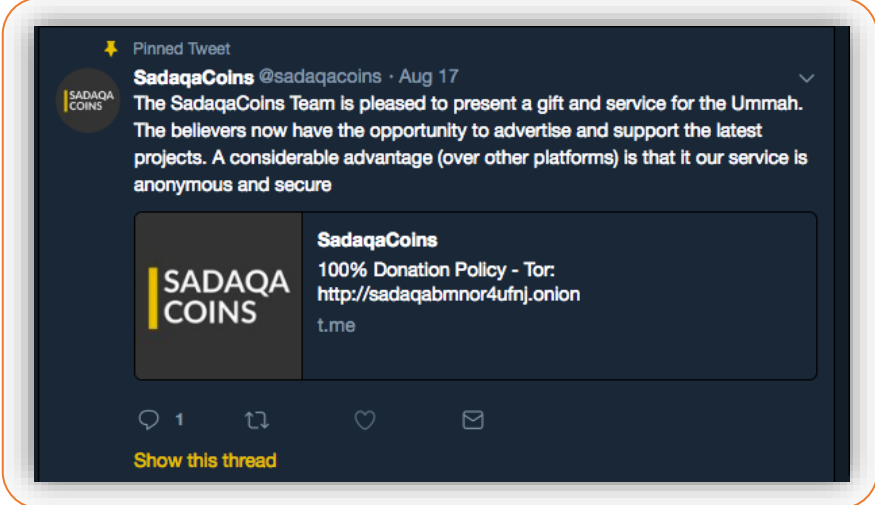 Pinned Tweet
SadaqaCoins @sadaqacoins · Aug 17
SADAQA
COINS
The SadaqaCoins Team is pleased to present a gift and service for the Ummah.
The believers now have the opportunity to advertise and support the latest
projects. A considerable advantage (over other platforms) is that it our service is
anonymous and secure
SADAQA
COINS
SadaqaCoins
100% Donation Policy - Tor:
http://sadaqabmnor4ufnj.onion
t.me
1
Show this thread